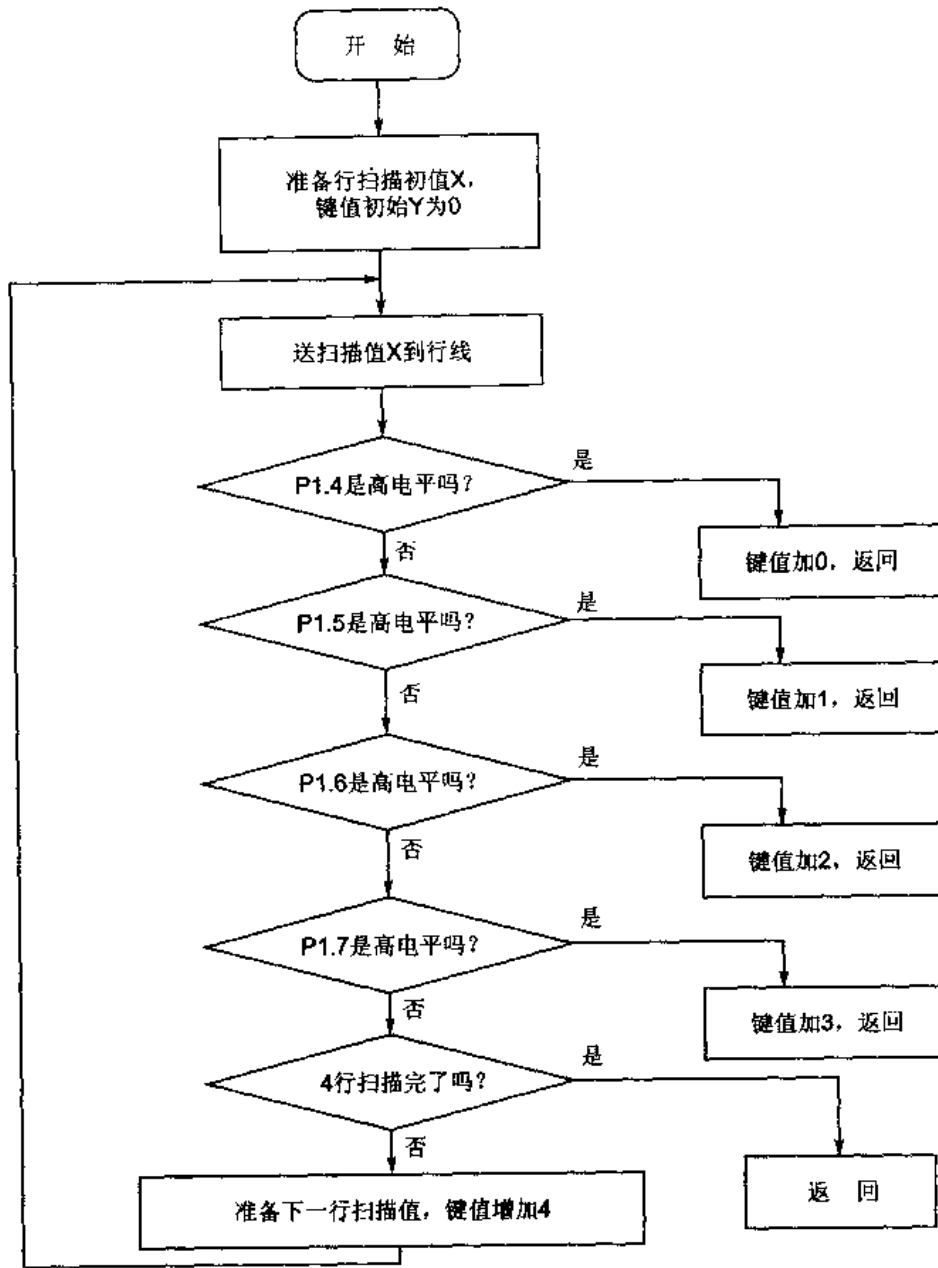 开 始
准备行扫描初值X，
键值初始Y为0
送扫描值X到行线
P1.4是高电平吗？
是
键值加0，返回
否
P1.5是高电平吗？
是
键值加1，返回
否
P1.6是高电平吗？
是
键值加2，返回
否
P1.7是高电平吗？
是
键值加3，返回
否
4行扫描完了吗？
是
返 回
否
准备下一行扫描值，键值增加4